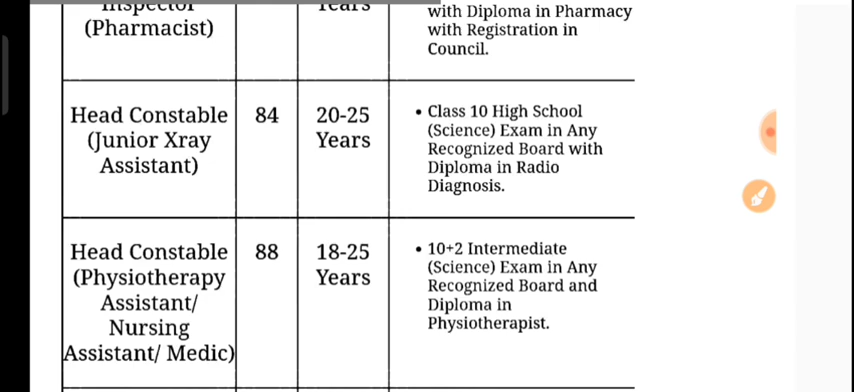 Inspector
(Pharmacist)
Years
with Diploma in Pharmacy
with Registration in
Council.
Head Constable
(Junior Xray
Assistant)
84
20-25
Years
• Class 10 High School
(Science) Exam in Any
Recognized Board with
Diploma in Radio
Diagnosis.
Head Constable
(Physiotherapy
Assistant/
Nursing
Assistant/ Medic)
88
18-25
Years
• 10+2 Intermediate
(Science) Exam in Any
Recognized Board and
Diploma in
Physiotherapist.